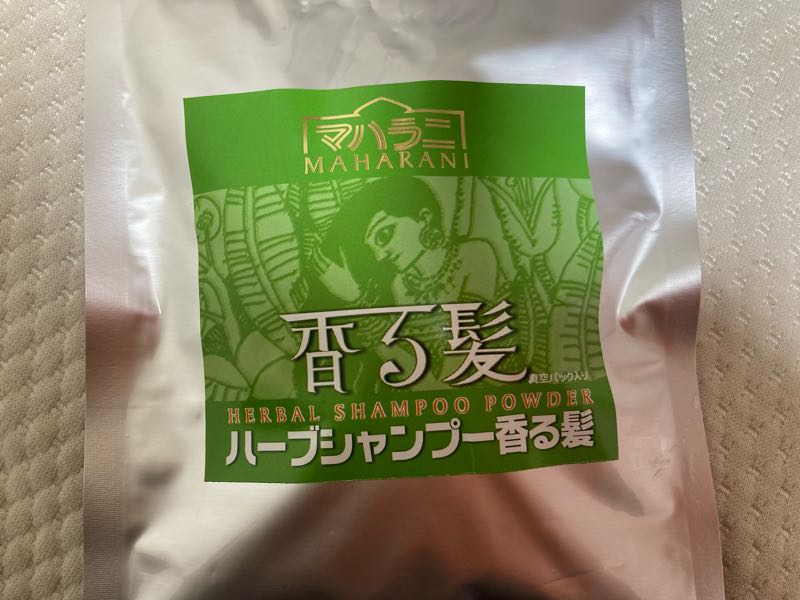 マハラニ
MAHARANI
香る髪
真空パック入り
HERBAL SHAMPOO POWDER
ハーブシャンプー香る髪